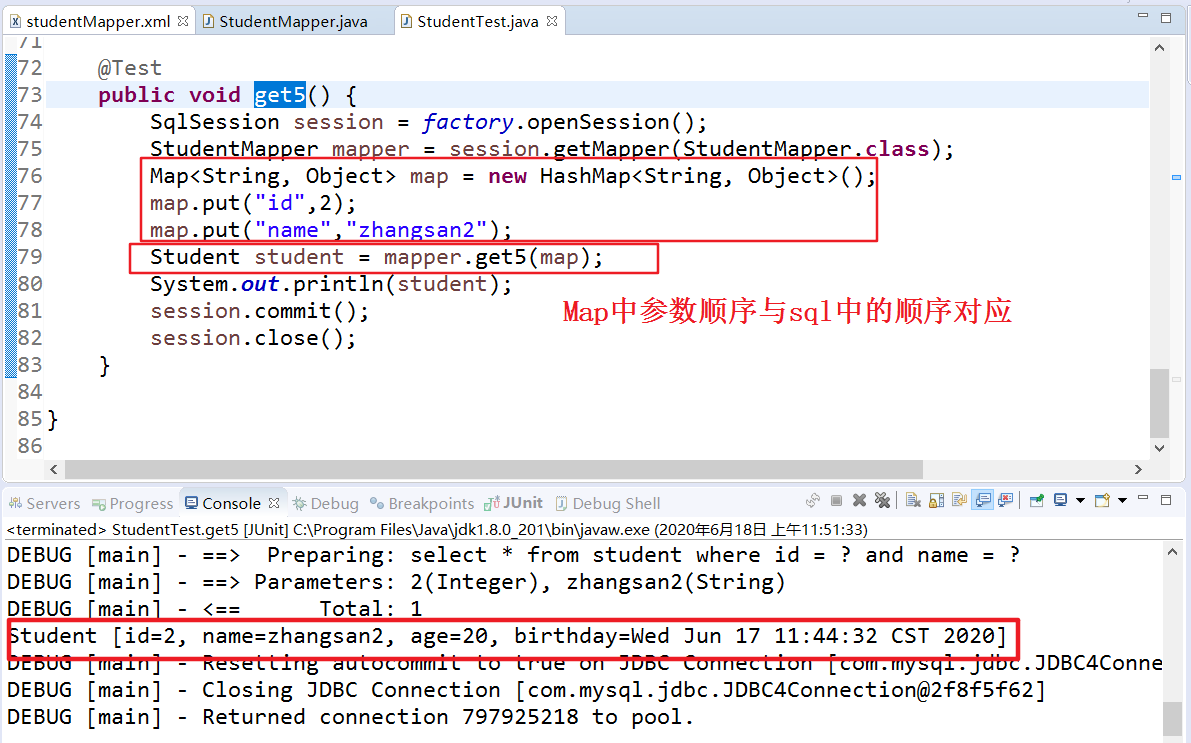 studentMapper.xml StudentMapper.java StudentTest.java
71
72 @Test
73 public void get5() {
74 SqlSession session = factory.openSession();
75 StudentMapper mapper = session.getMapper(StudentMapper.class);
76 Map<String, Object> map = new HashMap<String, Object>();
77 map.put("id",2);
78 map.put("name","zhangsan2");
79 Student student = mapper.get5(map);
80 System.out.println(student);
81 session.commit();
82 session.close();
83 }
84
85 }
86
Map中参数顺序与sql中的顺序对应
Servers Progress Console Debug Breakpoints JUnit Debug Shell
<terminated> StudentTest.get5 [JUnit] C:\Program Files\Java\jdk1.8.0_201\bin\javaw.exe (2020年6月18日 上午11:51:33)
DEBUG [main] - ==>  Preparing: select * from student where id = ? and name = ?
DEBUG [main] - ==> Parameters: 2(Integer), zhangsan2(String)
DEBUG [main] - <==      Total: 1
Student [id=2, name=zhangsan2, age=20, birthday=Wed Jun 17 11:44:32 CST 2020]
DEBUG [main] - Resetting autocommit to true on JDBC Connection [com.mysql.jdbc.JDBC4Conne
DEBUG [main] - Closing JDBC Connection [com.mysql.jdbc.JDBC4Connection@2f8f5f62]
DEBUG [main] - Returned connection 797925218 to pool.